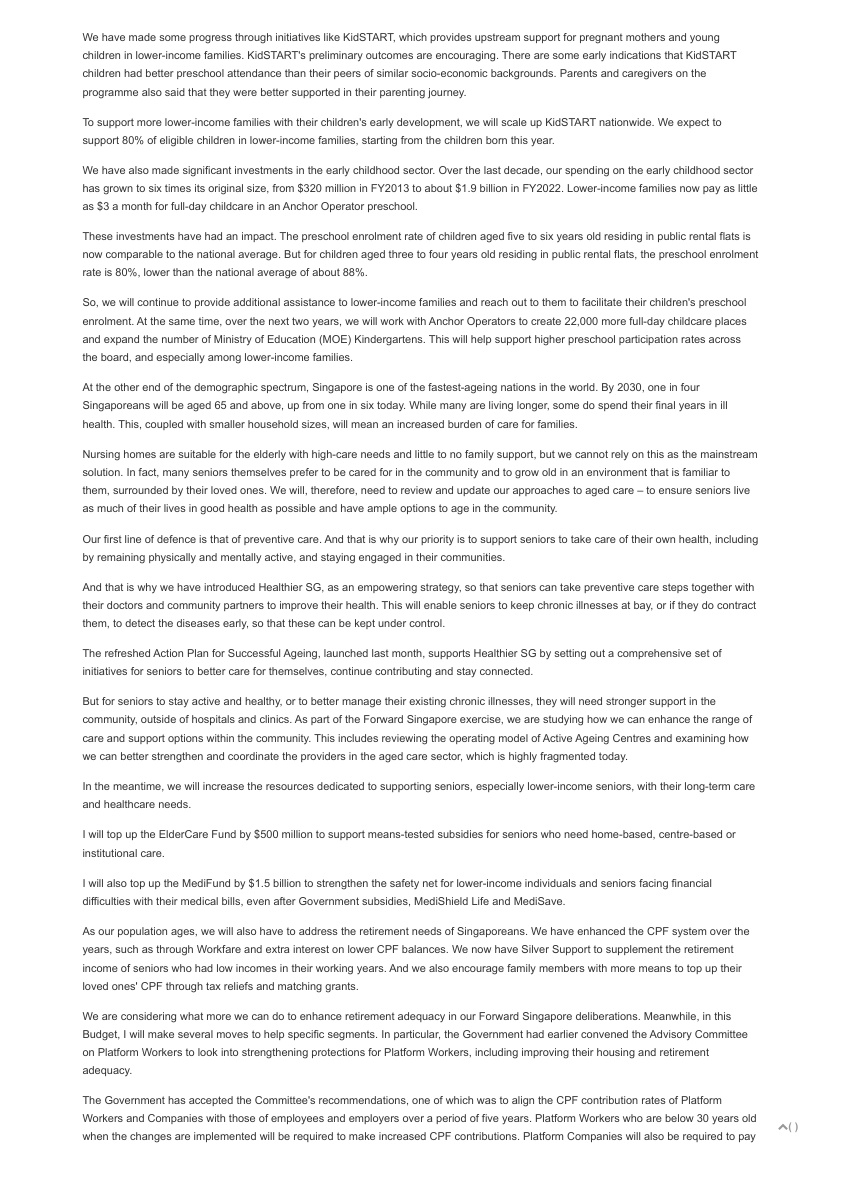 We have made some progress through initiatives like KidSTART, which provides upstream support for pregnant mothers and young
children in lower-income families. KidSTART's preliminary outcomes are encouraging. There are some early indications that KidSTART
children had better preschool attendance than their peers of similar socio-economic backgrounds. Parents and caregivers on the
programme also said that they were better supported in their parenting journey.
To support more lower-income families with their children's early development, we will scale up KidSTART nationwide. We expect to
support 80% of eligible children in lower-income families, starting from the children born this year.
We have also made significant investments in the early childhood sector. Over the last decade, our spending on the early childhood sector
has grown to six times its original size, from $320 million in FY2013 to about $1.9 billion in FY2022. Lower-income families now pay as little
as $3 a month for full-day childcare in an Anchor Operator preschool.
These investments have had an impact. The preschool enrolment rate of children aged five to six years old residing in public rental flats is
now comparable to the national average. But for children aged three to four years old residing in public rental flats, the preschool enrolment
rate is 80%, lower than the national average of about 88%.
So, we will continue to provide additional assistance to lower-income families and reach out to them to facilitate their children's preschool
enrolment. At the same time, over the next two years, we will work with Anchor Operators to create 22,000 more full-day childcare places
and expand the number of Ministry of Education (MOE) Kindergartens. This will help support higher preschool participation rates across
the board, and especially among lower-income families.
At the other end of the demographic spectrum, Singapore is one of the fastest-ageing nations in the world. By 2030, one in four
Singaporeans will be aged 65 and above, up from one in six today. While many are living longer, some do spend their final years in ill
health. This, coupled with smaller household sizes, will mean an increased burden of care for families.
Nursing homes are suitable for the elderly with high-care needs and little to no family support, but we cannot rely on this as the mainstream
solution. In fact, many seniors themselves prefer to be cared for in the community and to grow old in an environment that is familiar to
them, surrounded by their loved ones. We will, therefore, need to review and update our approaches to aged care – to ensure seniors live
as much of their lives in good health as possible and have ample options to age in the community.
Our first line of defence is that of preventive care. And that is why our priority is to support seniors to take care of their own health, including
by remaining physically and mentally active, and staying engaged in their communities.
And that is why we have introduced Healthier SG, as an empowering strategy, so that seniors can take preventive care steps together with
their doctors and community partners to improve their health. This will enable seniors to keep chronic illnesses at bay, or if they do contract
them, to detect the diseases early, so that these can be kept under control.
The refreshed Action Plan for Successful Ageing, launched last month, supports Healthier SG by setting out a comprehensive set of
initiatives for seniors to better care for themselves, continue contributing and stay connected.
But for seniors to stay active and healthy, or to better manage their existing chronic illnesses, they will need stronger support in the
community, outside of hospitals and clinics. As part of the Forward Singapore exercise, we are studying how we can enhance the range of
care and support options within the community. This includes reviewing the operating model of Active Ageing Centres and examining how
we can better strengthen and coordinate the providers in the aged care sector, which is highly fragmented today.
In the meantime, we will increase the resources dedicated to supporting seniors, especially lower-income seniors, with their long-term care
and healthcare needs.
I will top up the ElderCare Fund by $500 million to support means-tested subsidies for seniors who need home-based, centre-based or
institutional care.
I will also top up the MediFund by $1.5 billion to strengthen the safety net for lower-income individuals and seniors facing financial
difficulties with their medical bills, even after Government subsidies, MediShield Life and MediSave.
As our population ages, we will also have to address the retirement needs of Singaporeans. We have enhanced the CPF system over the
years, such as through Workfare and extra interest on lower CPF balances. We now have Silver Support to supplement the retirement
income of seniors who had low incomes in their working years. And we also encourage family members with more means to top up their
loved ones' CPF through tax reliefs and matching grants.
We are considering what more we can do to enhance retirement adequacy in our Forward Singapore deliberations. Meanwhile, in this
Budget, I will make several moves to help specific segments. In particular, the Government had earlier convened the Advisory Committee
on Platform Workers to look into strengthening protections for Platform Workers, including improving their housing and retirement
adequacy.
The Government has accepted the Committee's recommendations, one of which was to align the CPF contribution rates of Platform
Workers and Companies with those of employees and employers over a period of five years. Platform Workers who are below 30 years old
when the changes are implemented will be required to make increased CPF contributions. Platform Companies will also be required to pay
( )